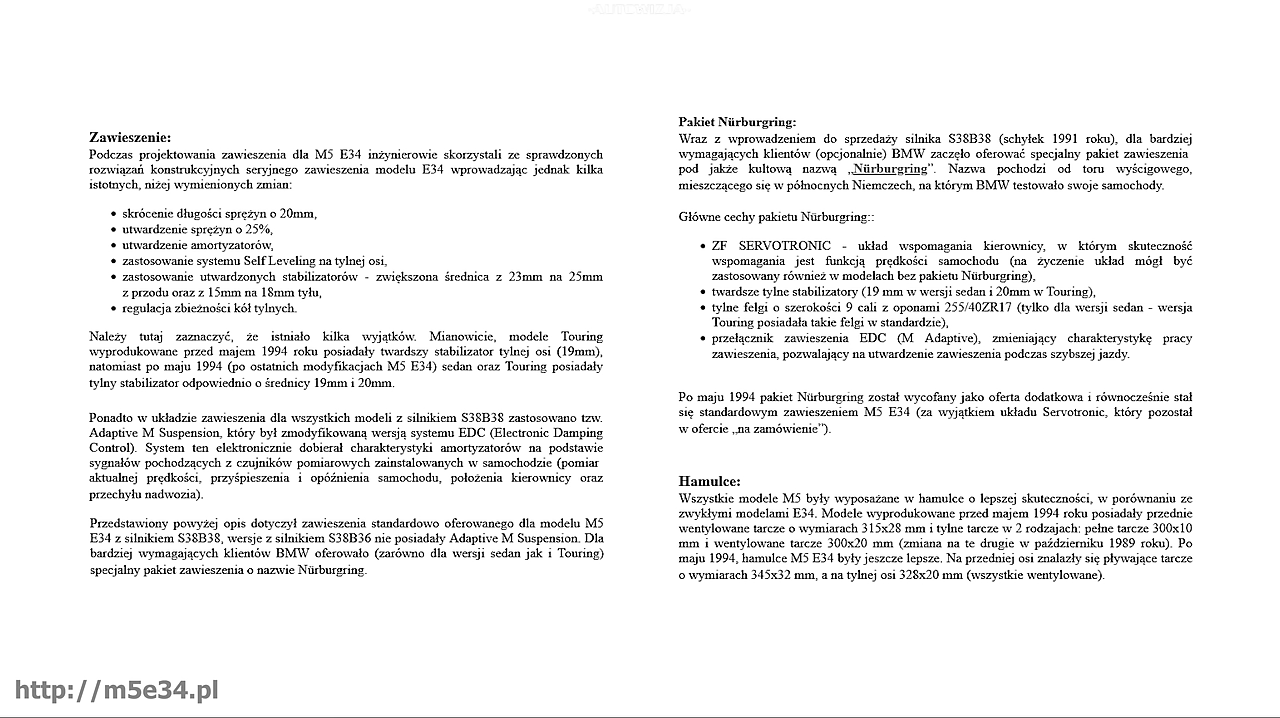 Zawieszenie:
Podczas projektowania zawieszenia dla M5 E34 inżynierowie skorzystali ze sprawdzonych
rozwiązań konstrukcyjnych seryjnego zawieszenia modelu E34 wprowadzając jednak kilka
istotnych, niżej wymienionych zmian:
• skrócenie długości sprężyn o 20mm,
• utwardzenie sprężyn o 25%,
• utwardzenie amortyzatorów,
• zastosowanie systemu Self Leveling na tylnej osi,
• zastosowanie utwardzonych stabilizatorów - zwiększona średnica z 23mm na 25mm
z przodu oraz z 15mm na 18mm tyłu,
• regulacja zbieżności kół tylnych.
Należy tutaj zaznaczyć, że istniało kilka wyjątków. Mianowicie, modele Touring
wyprodukowane przed majem 1994 roku posiadały twardszy stabilizator tylnej osi (19mm),
natomiast po maju 1994 (po ostatnich modyfikacjach M5 E34) sedan oraz Touring posiadały
tylny stabilizator odpowiednio o średnicy 19mm i 20mm.
Ponadto w układzie zawieszenia dla wszystkich modeli z silnikiem S38B38 zastosowano tzw.
Adaptive M Suspension, który był zmodyfikowaną wersją systemu EDC (Electronic Damping
Control). System ten elektronicznie dobierał charakterystyki amortyzatorów na podstawie
sygnałów pochodzących z czujników pomiarowych zainstalowanych w samochodzie (pomiar
aktualnej prędkości, przyśpieszenia i opóźnienia samochodu, położenia kierownicy oraz
przechyłu nadwozia).
Przedstawiony powyżej opis dotyczył zawieszenia standardowo oferowanego dla modelu M5
E34 z silnikiem S38B38, wersje z silnikiem S38B36 nie posiadały Adaptive M Suspension. Dla
bardziej wymagających klientów BMW oferowało (zarówno dla wersji sedan jak i Touring)
specjalny pakiet zawieszenia o nazwie Nürburgring.
Pakiet Nürburgring:
Wraz z wprowadzeniem do sprzedaży silnika S38B38 (schyłek 1991 roku), dla bardziej
wymagających klientów (opcjonalnie) BMW zaczęło oferować specjalny pakiet zawieszenia
pod jakże kultową nazwą „Nürburgring”. Nazwa pochodzi od toru wyścigowego,
mieszczącego się w północnych Niemczech, na którym BMW testowało swoje samochody.
Główne cechy pakietu Nürburgring::
• ZF SERVOTRONIC - układ wspomagania kierownicy, w którym skuteczność
wspomagania jest funkcją prędkości samochodu (na życzenie układ mógł być
zastosowany również w modelach bez pakietu Nürburgring),
• twardsze tylne stabilizatory (19 mm w wersji sedan i 20mm w Touring),
• tylne felgi o szerokości 9 cali z oponami 255/40ZR17 (tylko dla wersji sedan - wersja
Touring posiadała takie felgi w standardzie),
• przełącznik zawieszenia EDC (M Adaptive), zmieniający charakterystykę pracy
zawieszenia, pozwalający na utwardzenie zawieszenia podczas szybszej jazdy.
Po maju 1994 pakiet Nürburgring został wycofany jako oferta dodatkowa i równocześnie stał
się standardowym zawieszeniem M5 E34 (za wyjątkiem układu Servotronic, który pozostał
w ofercie „na zamówienie”).
Hamulce:
Wszystkie modele M5 były wyposażane w hamulce o lepszej skuteczności, w porównaniu ze
zwykłymi modelami E34. Modele wyprodukowane przed majem 1994 roku posiadały przednie
wentylowane tarcze o wymiarach 315x28 mm i tylne tarcze w 2 rodzajach: pełne tarcze 300x10
mm i wentylowane tarcze 300x20 mm (zmiana na te drugie w październiku 1989 roku). Po
maju 1994, hamulce M5 E34 były jeszcze lepsze. Na przedniej osi znalazły się pływające tarcze
o wymiarach 345x32 mm, a na tylnej osi 328x20 mm (wszystkie wentylowane).
http://m5e34.pl